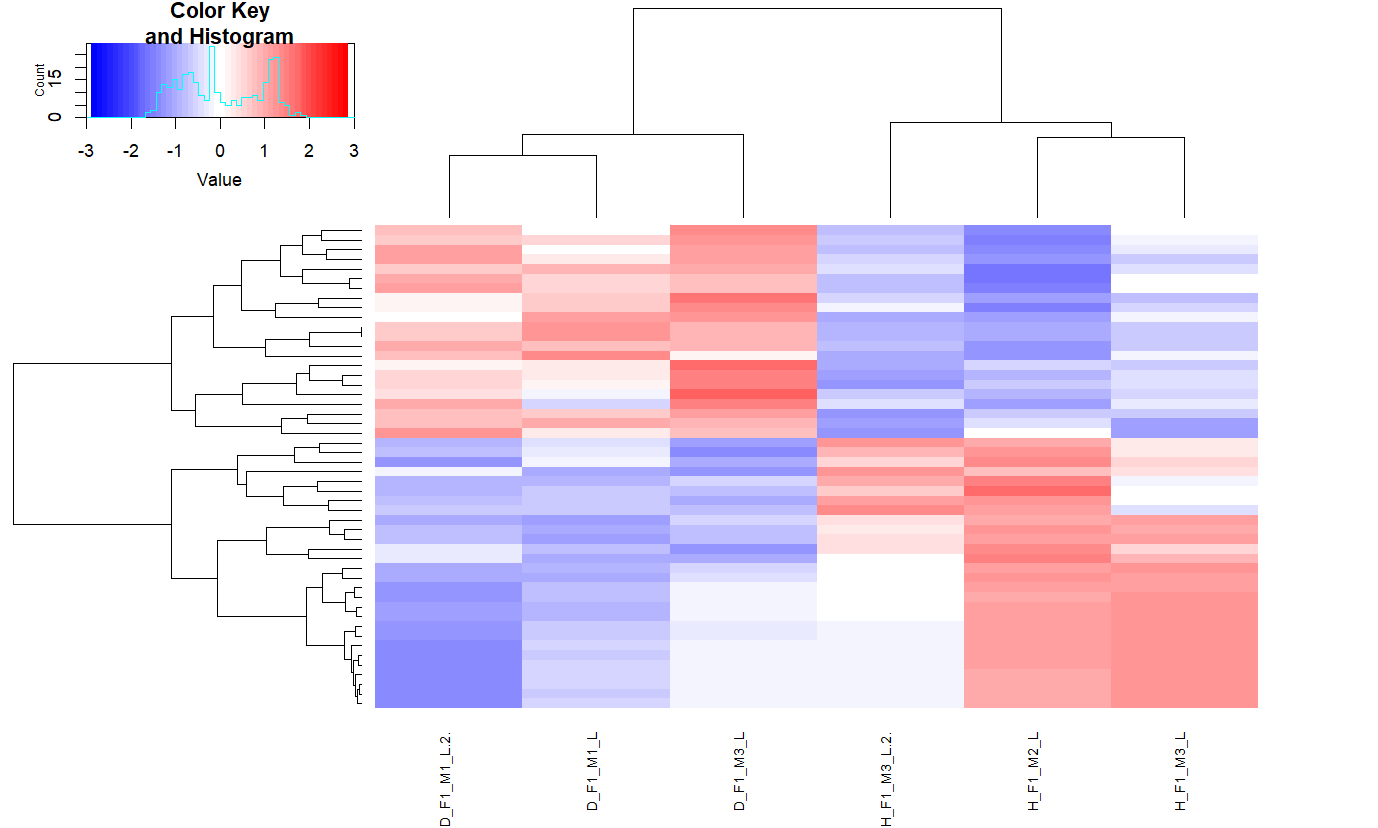 Color Key
and Histogram
Count
0 15
-3 -2 -1 0 1 2 3
Value
D_F1_M1_L.2.
D_F1_M1_L
D_F1_M3_L
H_F1_M3_L.2.
H_F1_M2_L
H_F1_M3_L